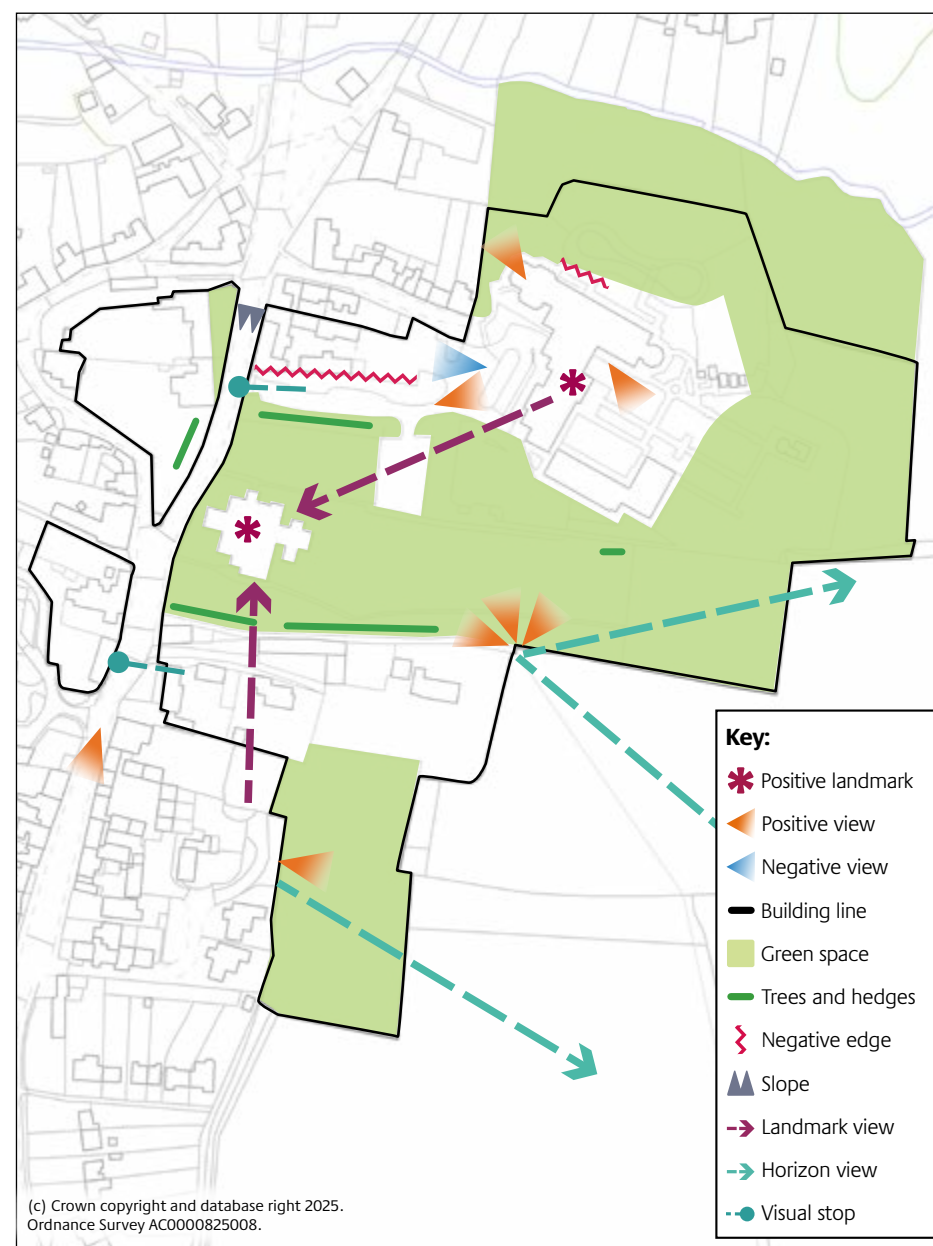 Key:
Positive landmark
Positive view
Negative view
Building line
Green space
Trees and hedges
Negative edge
Slope
Landmark view
Horizon view
Visual stop
(c) Crown copyright and database right 2025.
Ordnance Survey AC0000825008.